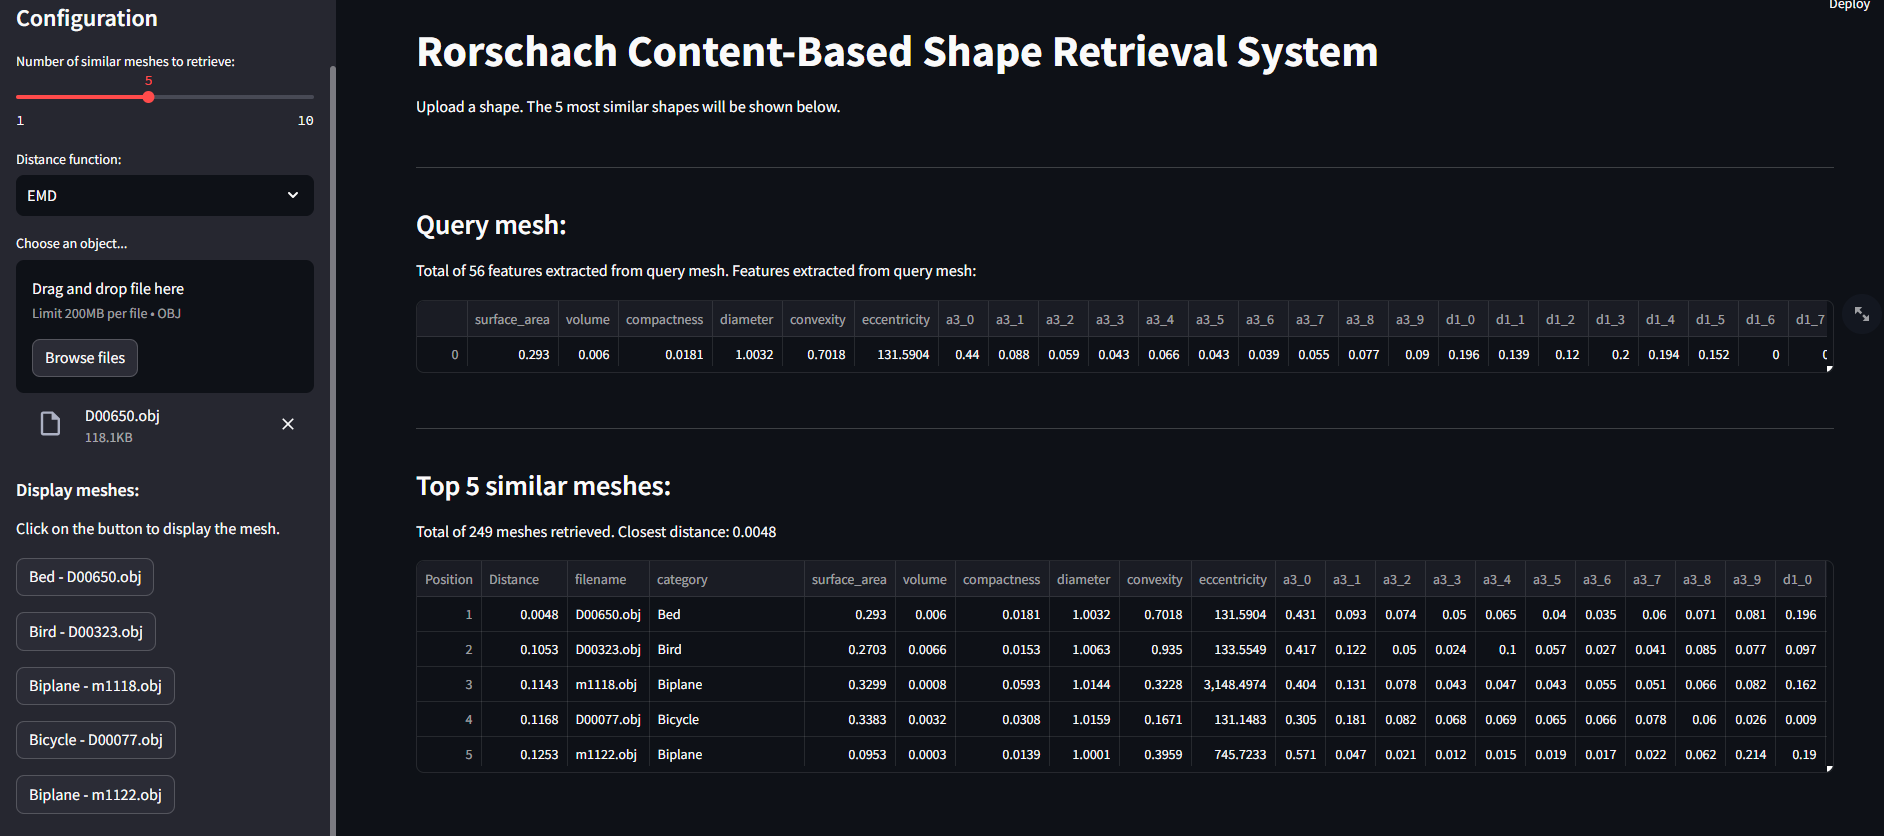 Configuration
Number of similar meshes to retrieve:
5
1 10
Distance function:
EMD
Choose an object...
Drag and drop file here
Limit 200MB per file • OBJ
Browse files
D00650.obj
118.1KB
Display meshes:
Click on the button to display the mesh.
Bed - D00650.obj
Bird - D00323.obj
Biplane - m1118.obj
Bicycle - D00077.obj
Biplane - m1122.obj
Deploy
Rorschach Content-Based Shape Retrieval System
Upload a shape. The 5 most similar shapes will be shown below.
Query mesh:
Total of 56 features extracted from query mesh. Features extracted from query mesh:
surface_area volume compactness diameter convexity eccentricity a3_0 a3_1 a3_2 a3_3 a3_4 a3_5 a3_6 a3_7 a3_8 a3_9 d1_0 d1_1 d1_2 d1_3 d1_4 d1_5 d1_6 d1_7
0 0.293 0.006 0.0181 1.0032 0.7018 131.5904 0.44 0.088 0.059 0.043 0.066 0.043 0.039 0.055 0.077 0.09 0.196 0.139 0.12 0.2 0.194 0.152 0
Top 5 similar meshes:
Total of 249 meshes retrieved. Closest distance: 0.0048
Position Distance filename category surface_area volume compactness diameter convexity eccentricity a3_0 a3_1 a3_2 a3_3 a3_4 a3_5 a3_6 a3_7 a3_8 a3_9 d1_0
1 0.0048 D00650.obj Bed 0.293 0.006 0.0181 1.0032 0.7018 131.5904 0.431 0.093 0.074 0.05 0.065 0.04 0.035 0.06 0.071 0.081 0.196
2 0.1053 D00323.obj Bird 0.2703 0.0066 0.0153 1.0063 0.935 133.5549 0.417 0.122 0.05 0.024 0.1 0.057 0.027 0.041 0.085 0.077 0.097
3 0.1143 m1118.obj Biplane 0.3299 0.0008 0.0593 1.0144 0.3228 3,148.4974 0.404 0.131 0.078 0.043 0.047 0.043 0.055 0.051 0.066 0.082 0.162
4 0.1168 D00077.obj Bicycle 0.3383 0.0032 0.0308 1.0159 0.1671 131.1483 0.305 0.181 0.082 0.068 0.069 0.065 0.066 0.078 0.06 0.026 0.009
5 0.1253 m1122.obj Biplane 0.0953 0.0003 0.0139 1.0001 0.3959 745.7233 0.571 0.047 0.021 0.012 0.015 0.019 0.017 0.022 0.062 0.214 0.19